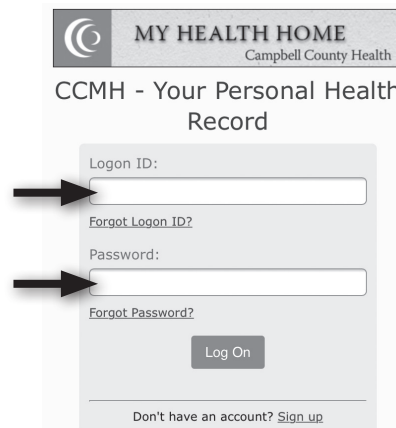 MY HEALTH HOME
Campbell County Health
CCMH - Your Personal Health
Record
Logon ID:
Forgot Logon ID?
Password:
Forgot Password?
Log On
Don't have an account? Sign up